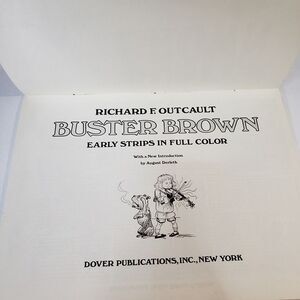 RICHARD F. OUTCAULT
BUSTER BROWN
EARLY STRIPS IN FULL COLOR
With a New Introduction
by August Derleth
DOVER PUBLICATIONS, INC., NEW YORK